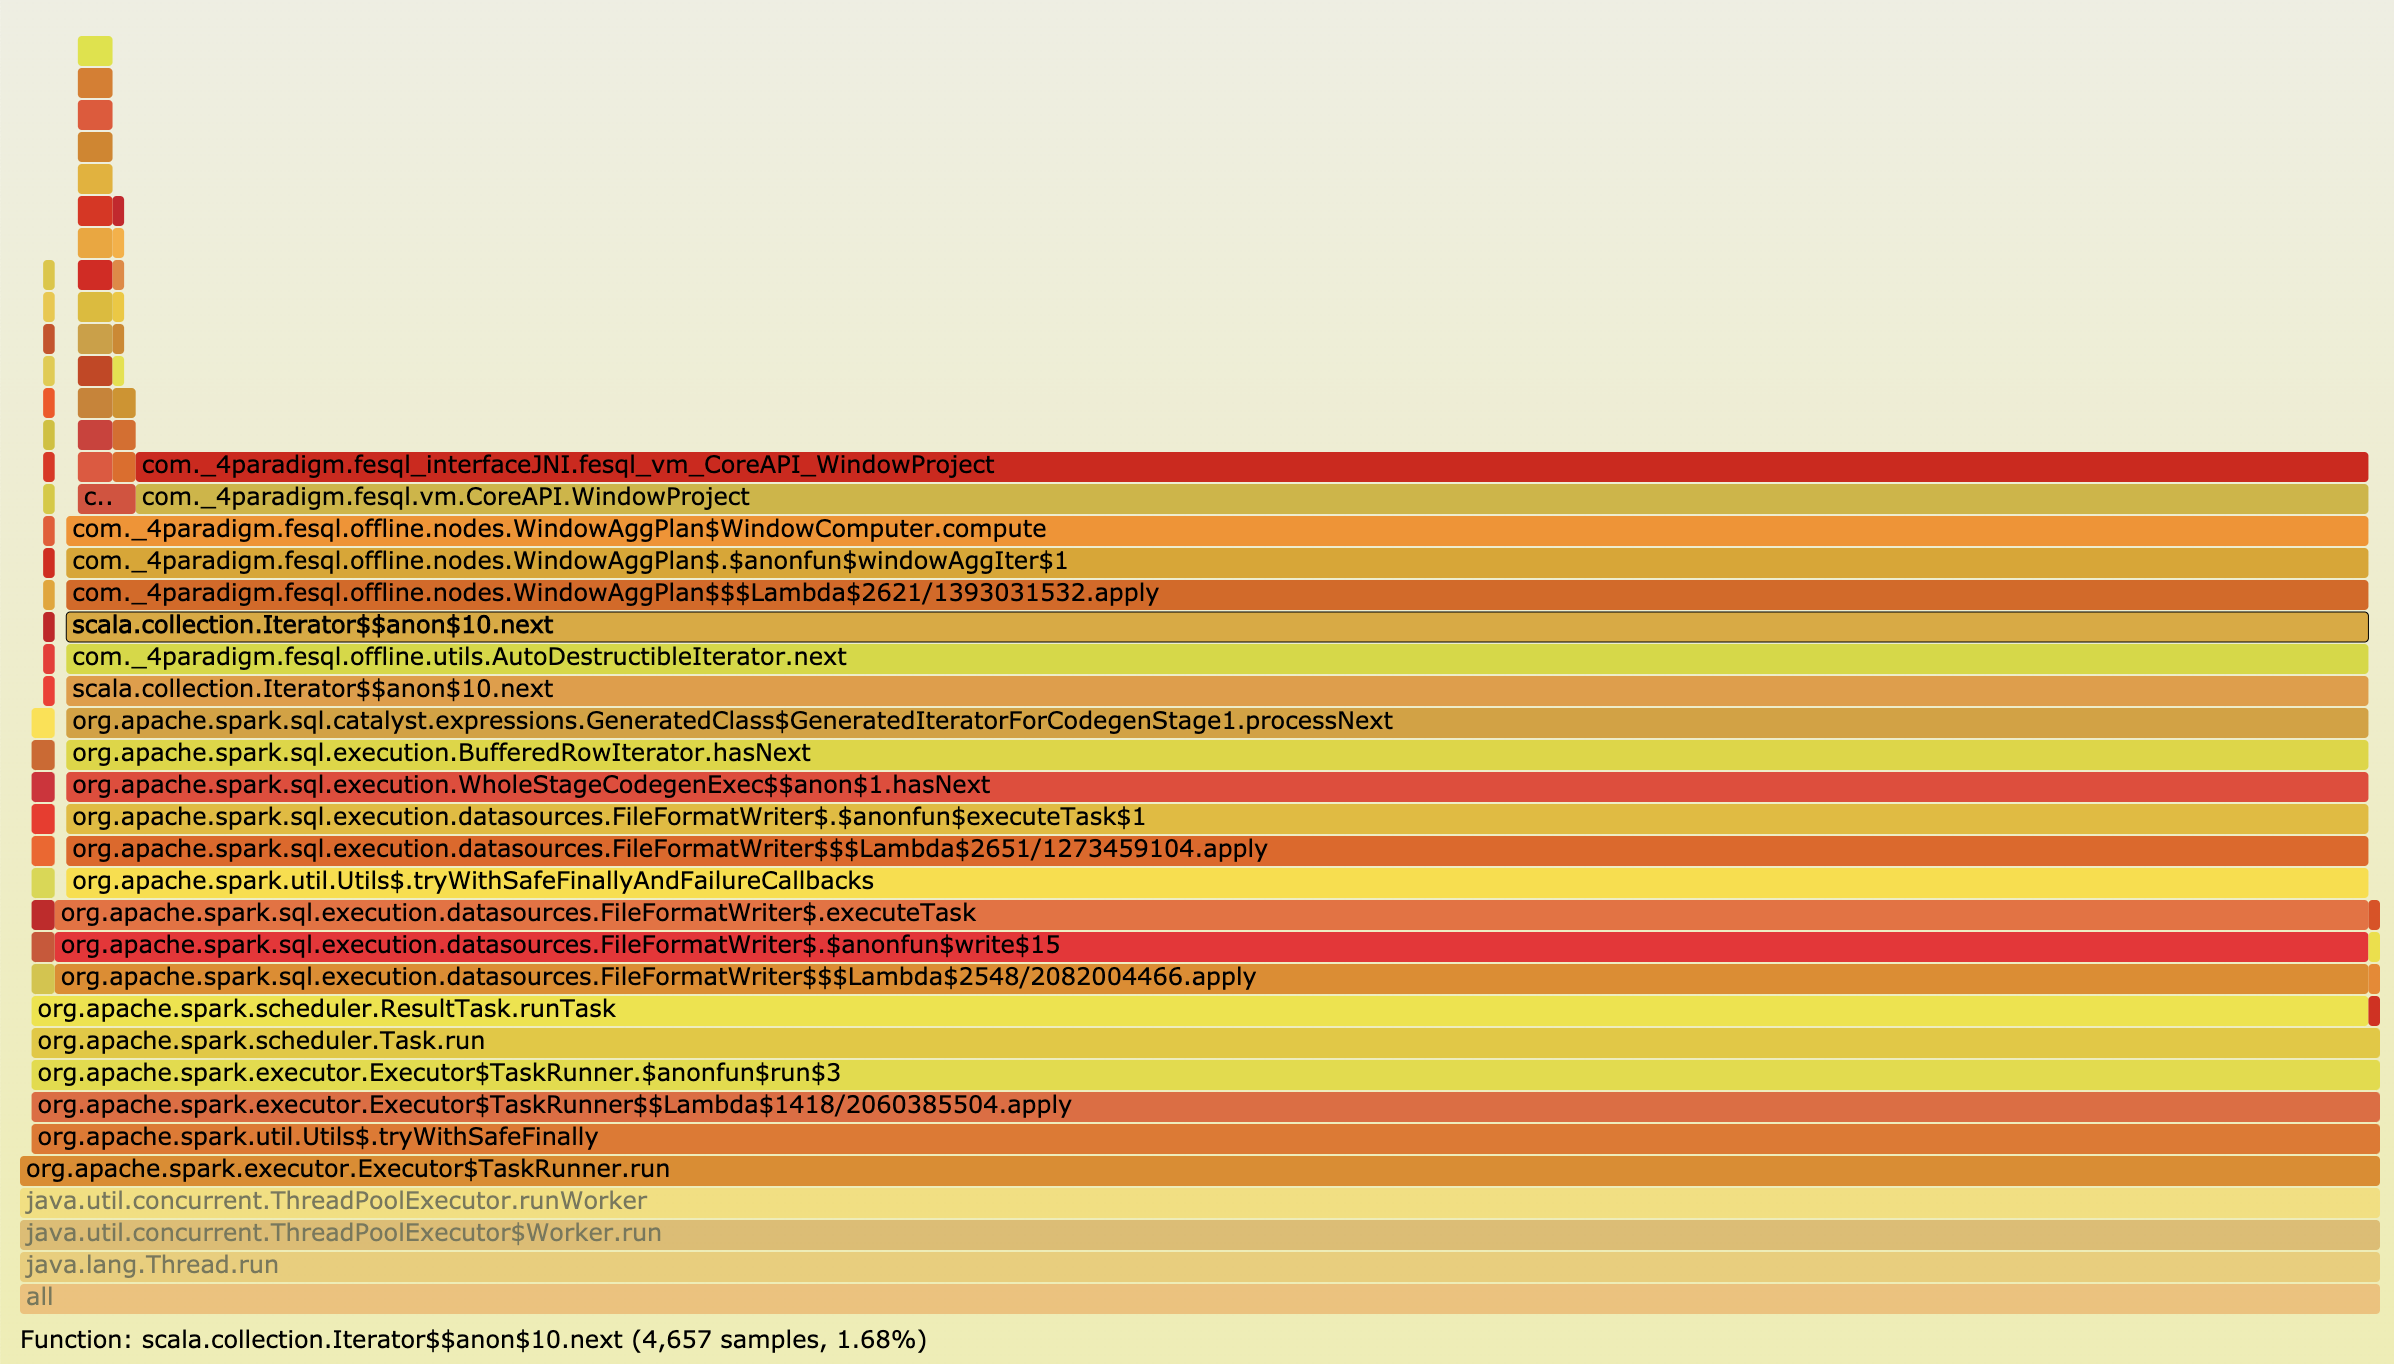 com._4paradigm.fesql_interfaceJNI.fesql_vm_CoreAPI_WindowProject
c.. com._4paradigm.fesql.vm.CoreAPI.WindowProject
com._4paradigm.fesql.offline.nodes.WindowAggPlan$WindowComputer.compute
com._4paradigm.fesql.offline.nodes.WindowAggPlan$.$anonfun$windowAggIter$1
com._4paradigm.fesql.offline.nodes.WindowAggPlan$$$Lambda$2621/1393031532.apply
scala.collection.Iterator$$anon$10.next
com._4paradigm.fesql.offline.utils.AutoDestructibleIterator.next
scala.collection.Iterator$$anon$10.next
org.apache.spark.sql.catalyst.expressions.GeneratedClass$GeneratedIteratorForCodegenStage1.processNext
org.apache.spark.sql.execution.BufferedRowIterator.hasNext
org.apache.spark.sql.execution.WholeStageCodegenExec$$anon$1.hasNext
org.apache.spark.sql.execution.datasources.FileFormatWriter$.$anonfun$executeTask$1
org.apache.spark.sql.execution.datasources.FileFormatWriter$$$Lambda$2651/1273459104.apply
org.apache.spark.util.Utils$.tryWithSafeFinallyAndFailureCallbacks
org.apache.spark.sql.execution.datasources.FileFormatWriter$.executeTask
org.apache.spark.sql.execution.datasources.FileFormatWriter$.$anonfun$write$15
org.apache.spark.sql.execution.datasources.FileFormatWriter$$$Lambda$2548/2082004466.apply
org.apache.spark.scheduler.ResultTask.runTask
org.apache.spark.scheduler.Task.run
org.apache.spark.executor.Executor$TaskRunner.$anonfun$run$3
org.apache.spark.executor.Executor$TaskRunner$$Lambda$1418/2060385504.apply
org.apache.spark.util.Utils$.tryWithSafeFinally
org.apache.spark.executor.Executor$TaskRunner.run
java.util.concurrent.ThreadPoolExecutor.runWorker
java.util.concurrent.ThreadPoolExecutor$Worker.run
java.lang.Thread.run
all
Function: scala.collection.Iterator$$anon$10.next (4,657 samples, 1.68%)